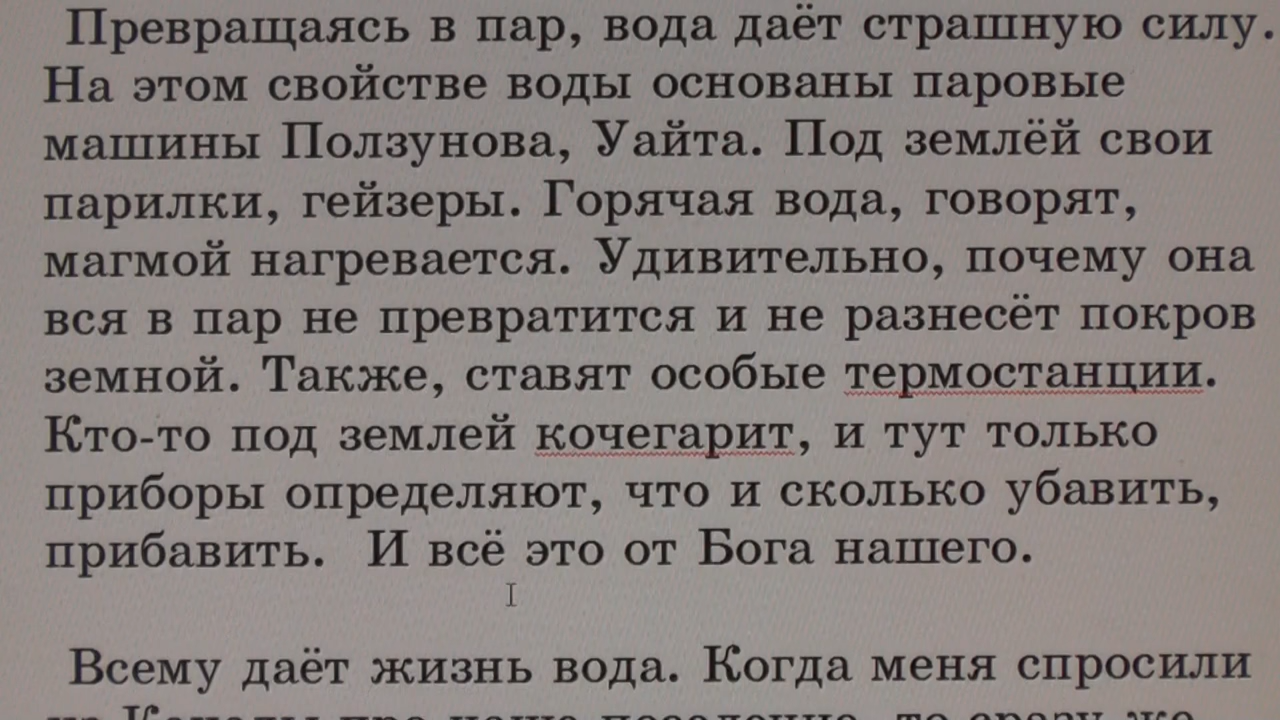 Превращаясь в пар, вода даёт страшную силу.
На этом свойстве воды основаны паровые
машины Ползунова, Уайта. Под землёй свои
парилки, гейзеры. Горячая вода, говорят,
магмой нагревается. Удивительно, почему она
вся в пар не превратится и не разнесёт покров
земной. Также, ставят особые термостанции.
Кто-то под землей кочегарит, и тут только
приборы определяют, что и сколько убавить,
прибавить. И всё это от Бога нашего.
Всему даёт жизнь вода. Когда меня спросили